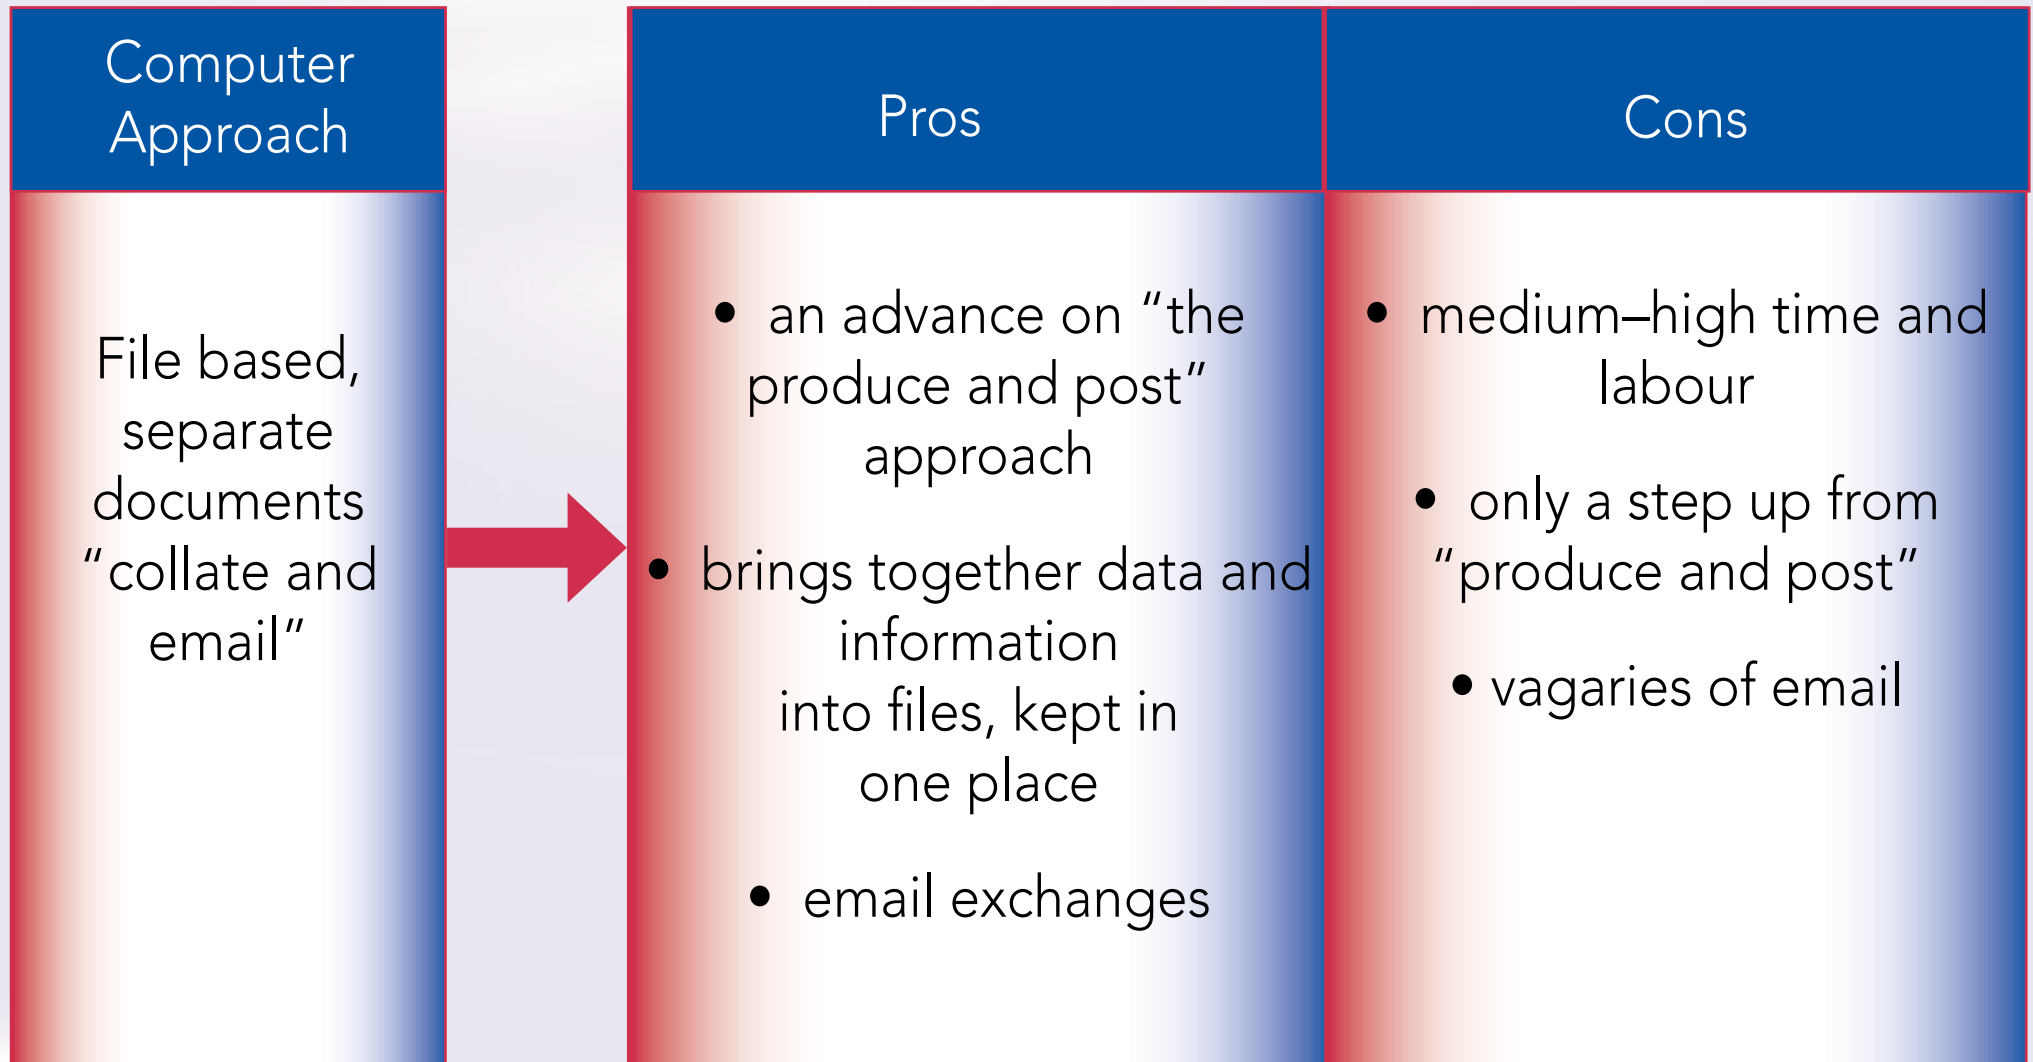 Computer
Approach
File based,
separate
documents
“collate and
email”
Pros
• an advance on “the
produce and post”
approach
• brings together data and
information
into files, kept in
one place
• email exchanges
Cons
• medium–high time and
labour
• only a step up from
“produce and post”
• vagaries of email